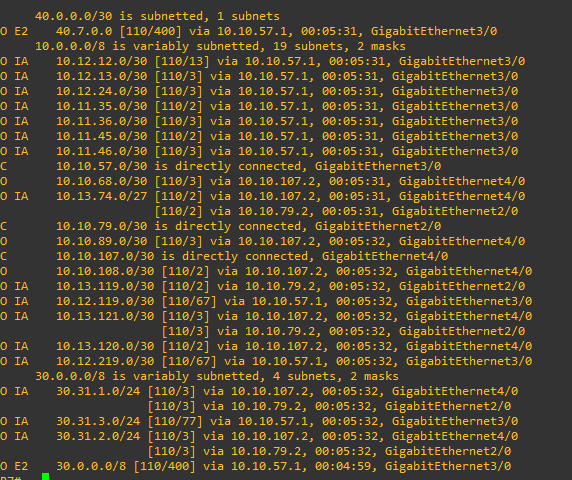 40.0.0.0/30 is subnetted, 1 subnets
O E2 40.7.0.0 [110/400] via 10.10.57.1, 00:05:31, GigabitEthernet3/0
10.0.0.0/8 is variably subnetted, 19 subnets, 2 masks
O IA 10.12.12.0/30 [110/13] via 10.10.57.1, 00:05:31, GigabitEthernet3/0
O IA 10.12.13.0/30 [110/3] via 10.10.57.1, 00:05:31, GigabitEthernet3/0
O IA 10.12.24.0/30 [110/3] via 10.10.57.1, 00:05:31, GigabitEthernet3/0
O IA 10.11.35.0/30 [110/2] via 10.10.57.1, 00:05:31, GigabitEthernet3/0
O IA 10.11.36.0/30 [110/3] via 10.10.57.1, 00:05:31, GigabitEthernet3/0
O IA 10.11.45.0/30 [110/2] via 10.10.57.1, 00:05:31, GigabitEthernet3/0
O IA 10.11.46.0/30 [110/3] via 10.10.57.1, 00:05:31, GigabitEthernet3/0
C 10.10.57.0/30 is directly connected, GigabitEthernet3/0
O 10.10.68.0/30 [110/3] via 10.10.107.2, 00:05:31, GigabitEthernet4/0
O IA 10.13.74.0/27 [110/2] via 10.10.107.2, 00:05:31, GigabitEthernet4/0
[110/2] via 10.10.79.2, 00:05:31, GigabitEthernet2/0
C 10.10.79.0/30 is directly connected, GigabitEthernet2/0
O 10.10.89.0/30 [110/3] via 10.10.107.2, 00:05:32, GigabitEthernet4/0
C 10.10.107.0/30 is directly connected, GigabitEthernet4/0
O 10.10.108.0/30 [110/2] via 10.10.107.2, 00:05:32, GigabitEthernet4/0
O IA 10.13.119.0/30 [110/2] via 10.10.79.2, 00:05:32, GigabitEthernet2/0
O IA 10.12.119.0/30 [110/67] via 10.10.57.1, 00:05:32, GigabitEthernet3/0
O IA 10.13.121.0/30 [110/3] via 10.10.107.2, 00:05:32, GigabitEthernet4/0
[110/3] via 10.10.79.2, 00:05:32, GigabitEthernet2/0
O IA 10.13.120.0/30 [110/2] via 10.10.107.2, 00:05:32, GigabitEthernet4/0
O IA 10.12.219.0/30 [110/67] via 10.10.57.1, 00:05:32, GigabitEthernet3/0
30.0.0.0/8 is variably subnetted, 4 subnets, 2 masks
O IA 30.31.1.0/24 [110/3] via 10.10.107.2, 00:05:32, GigabitEthernet4/0
[110/3] via 10.10.79.2, 00:05:32, GigabitEthernet2/0
O IA 30.31.3.0/24 [110/77] via 10.10.57.1, 00:05:32, GigabitEthernet3/0
O IA 30.31.2.0/24 [110/3] via 10.10.107.2, 00:05:32, GigabitEthernet4/0
[110/3] via 10.10.79.2, 00:05:32, GigabitEthernet2/0
O E2 30.0.0.0/8 [110/400] via 10.10.57.1, 00:04:59, GigabitEthernet3/0